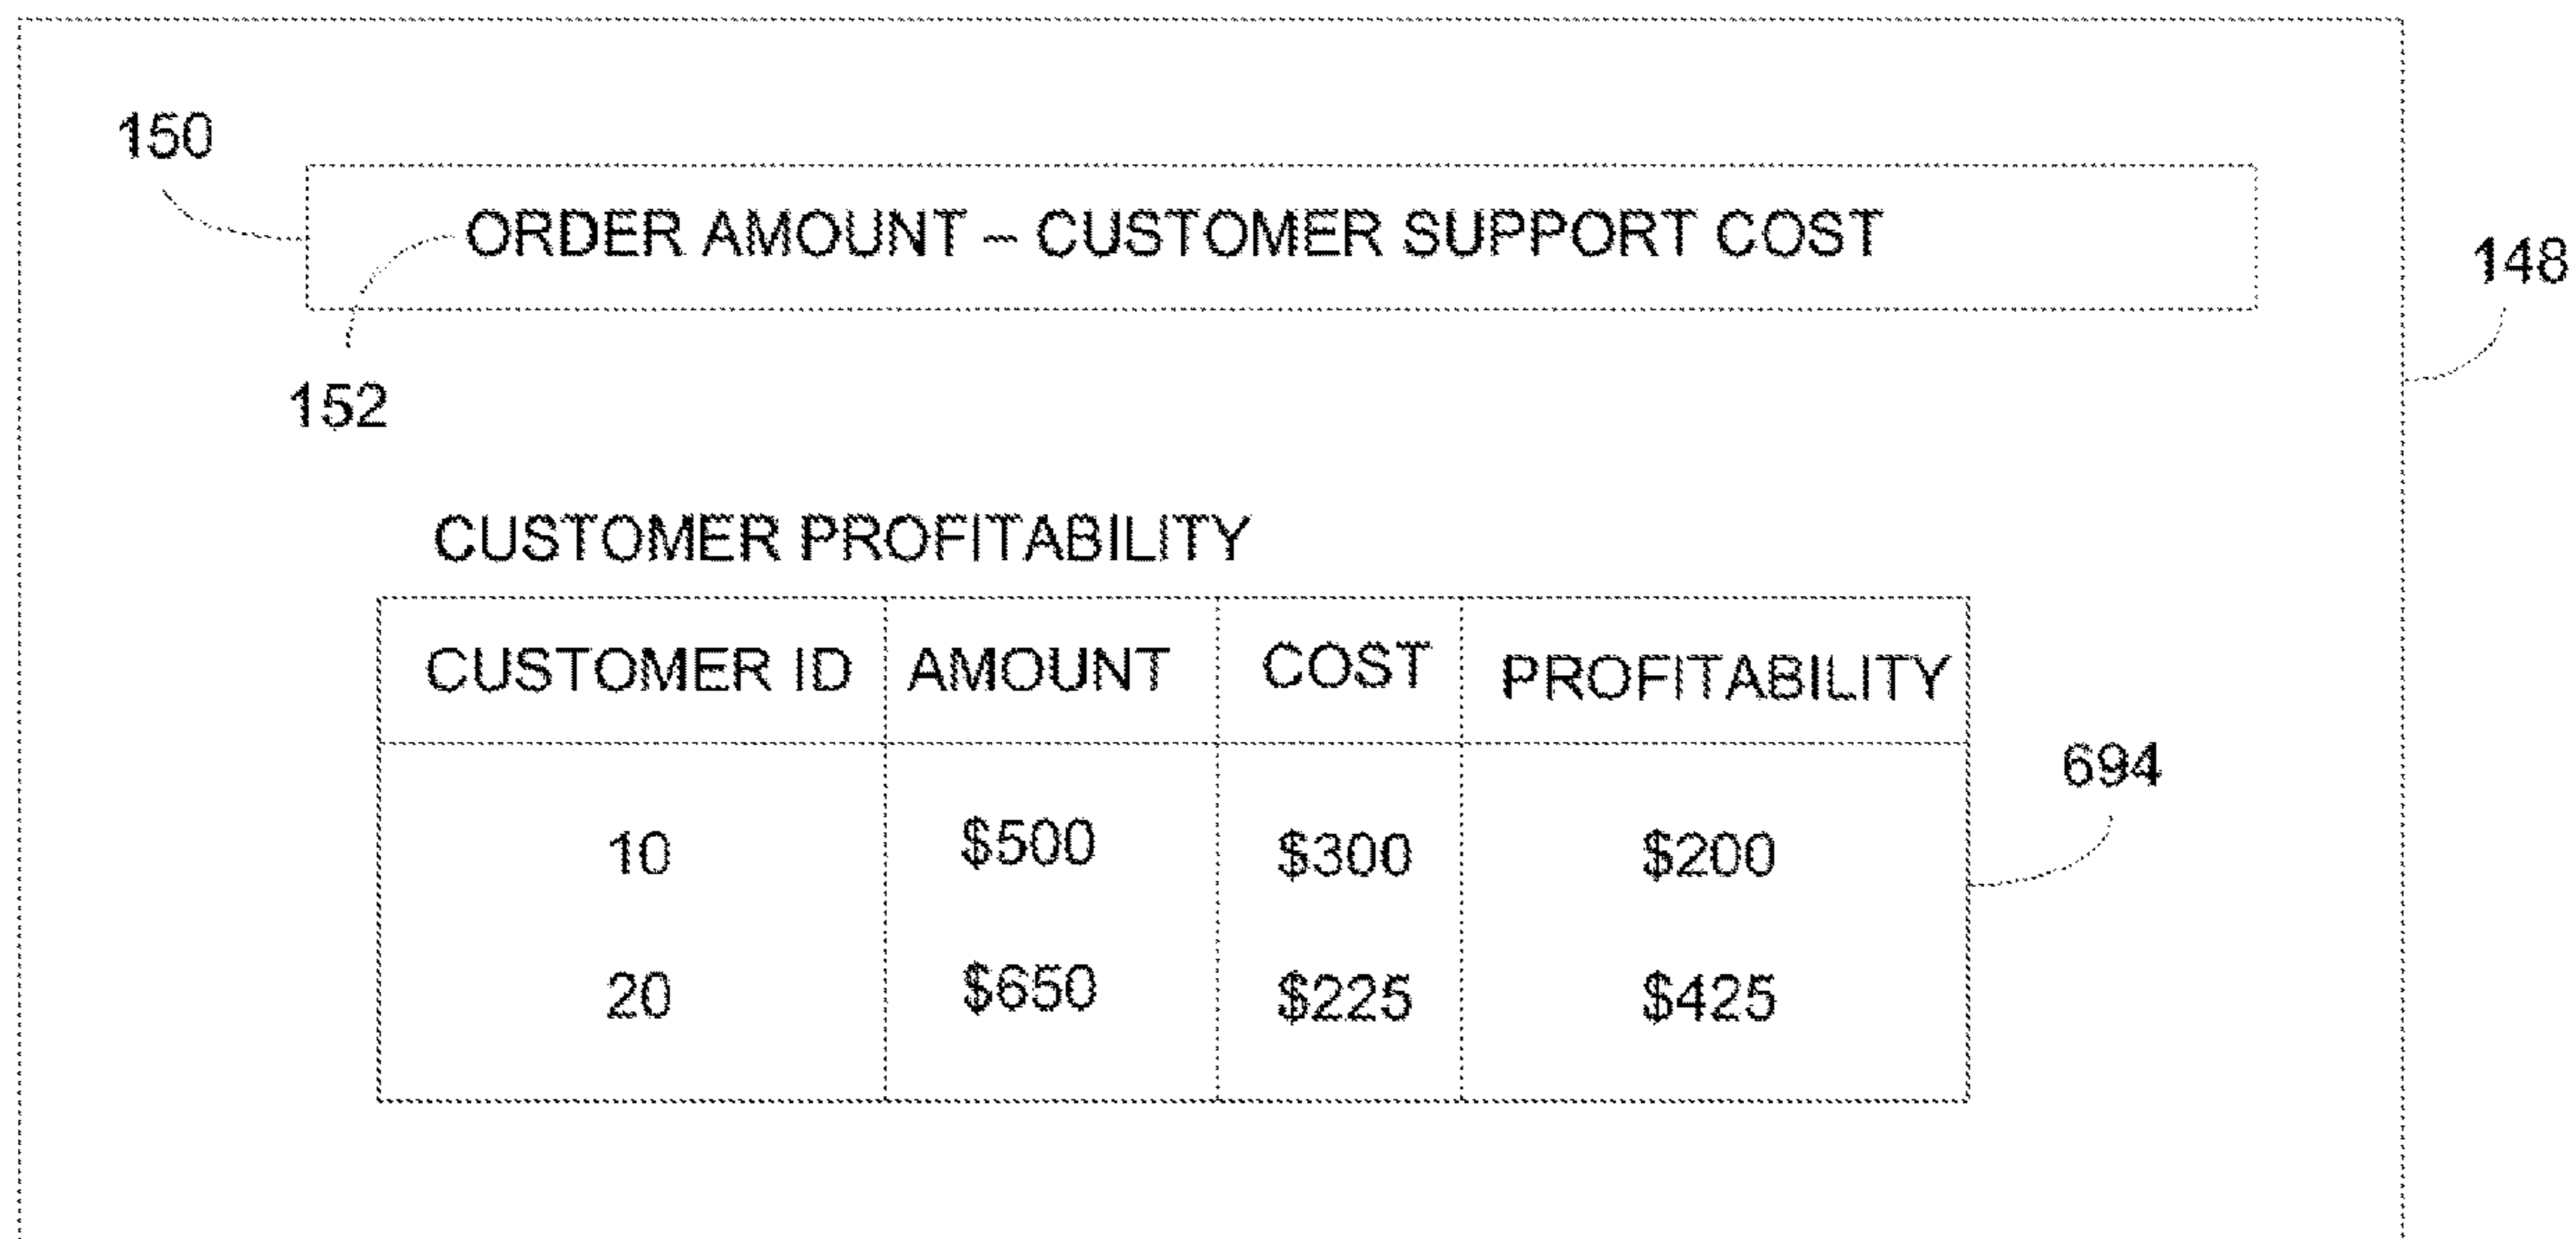 150
ORDER AMOUNT – CUSTOMER SUPPORT COST
148
152
CUSTOMER PROFITABILITY
CUSTOMER ID AMOUNT COST PROFITABILITY
694
10 $500 $300 $200
20 $650 $225 $425